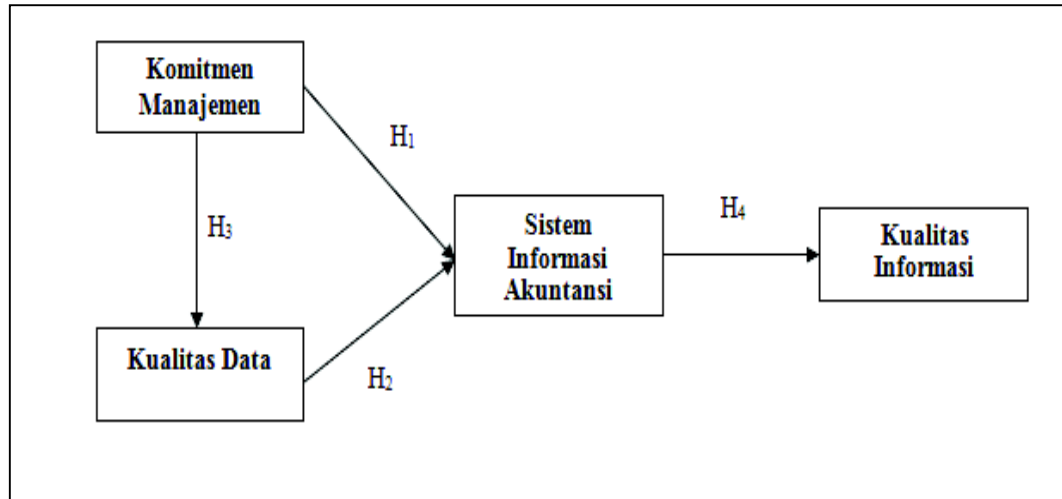 Komitmen
Manajemen
H₁
H₃
Sistem
Informasi
Akuntansi
H₄
Kualitas
Informasi
Kualitas Data
H₂